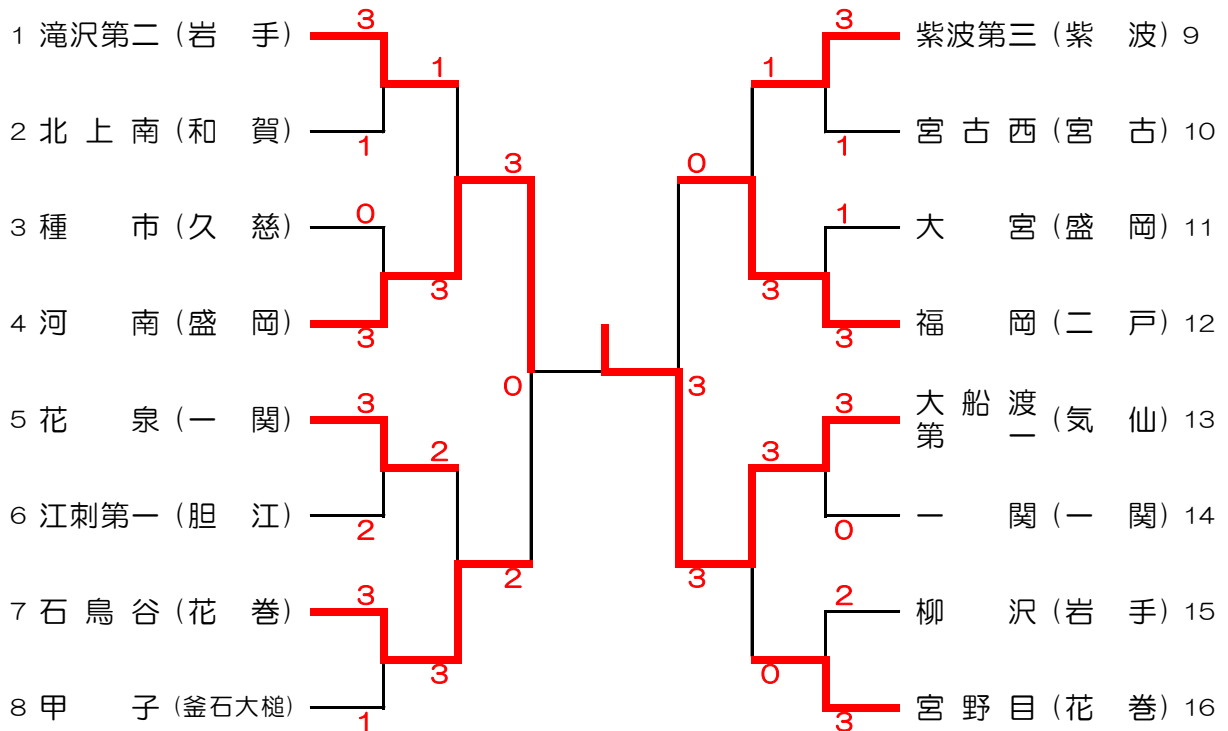 3
1 滝沢第二 (岩 手)
1
2 北 上 南 (和 賀)
1
3
0
3 種 市 (久 慈)
3
4 河 南 (盛 岡)
3
0
3
5 花 泉 (一 関)
2
6 江刺第一 (胆 江)
2
2
3
7 石 鳥 谷 (花 巻)
3
8 甲 子 (釜石大槌)
1
3
紫波第三 (紫 波) 9
1
宮 古 西 (宮 古) 10
1
0
1
大 宮 (盛 岡) 11
3
福 岡 (二 戸) 12
3
3
3
大 船 渡
第 一 (気 仙) 13
3
一 関 (一 関) 14
0
3
2
柳 沢 (岩 手) 15
0
宮 野 目 (花 巻) 16
3